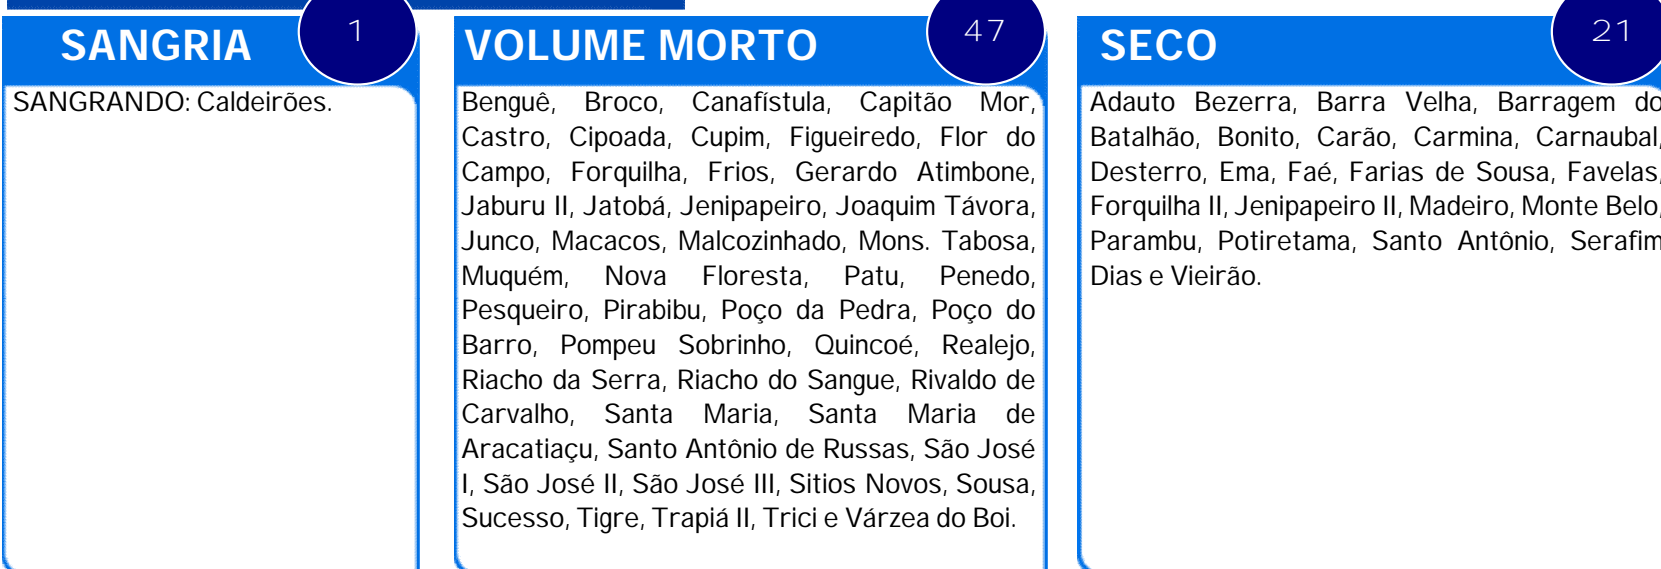 SANGRIA
1
SANGRANDO: Caldeirões.
VOLUME MORTO
47
Benguê, Broco, Canafístula, Capitão Mor,
Castro, Cipoada, Cupim, Figueiredo, Flor do
Campo, Forquilha, Frios, Gerardo Atimbone,
Jaburu II, Jatobá, Jenipapeiro, Joaquim Távora,
Junco, Macacos, Malcozinhado, Mons. Tabosa,
Muquém, Nova Floresta, Patu, Penedo,
Pesqueiro, Pirabibu, Poço da Pedra, Poço do
Barro, Pompeu Sobrinho, Quincoé, Realejo,
Riacho da Serra, Riacho do Sangue, Rivaldo de
Carvalho, Santa Maria, Santa Maria de
Aracatiaçu, Santo Antônio de Russas, São José
I, São José II, São José III, Sitios Novos, Sousa,
Sucesso, Tigre, Trapiá II, Trici e Várzea do Boi.
SECO
21
Adauto Bezerra, Barra Velha, Barragem do
Batalhão, Bonito, Carão, Carmina, Carnaubal,
Desterro, Ema, Faé, Farias de Sousa, Favelas,
Forquilha II, Jenipapeiro II, Madeiro, Monte Belo,
Parambu, Potiretama, Santo Antônio, Serafim
Dias e Vieirão.